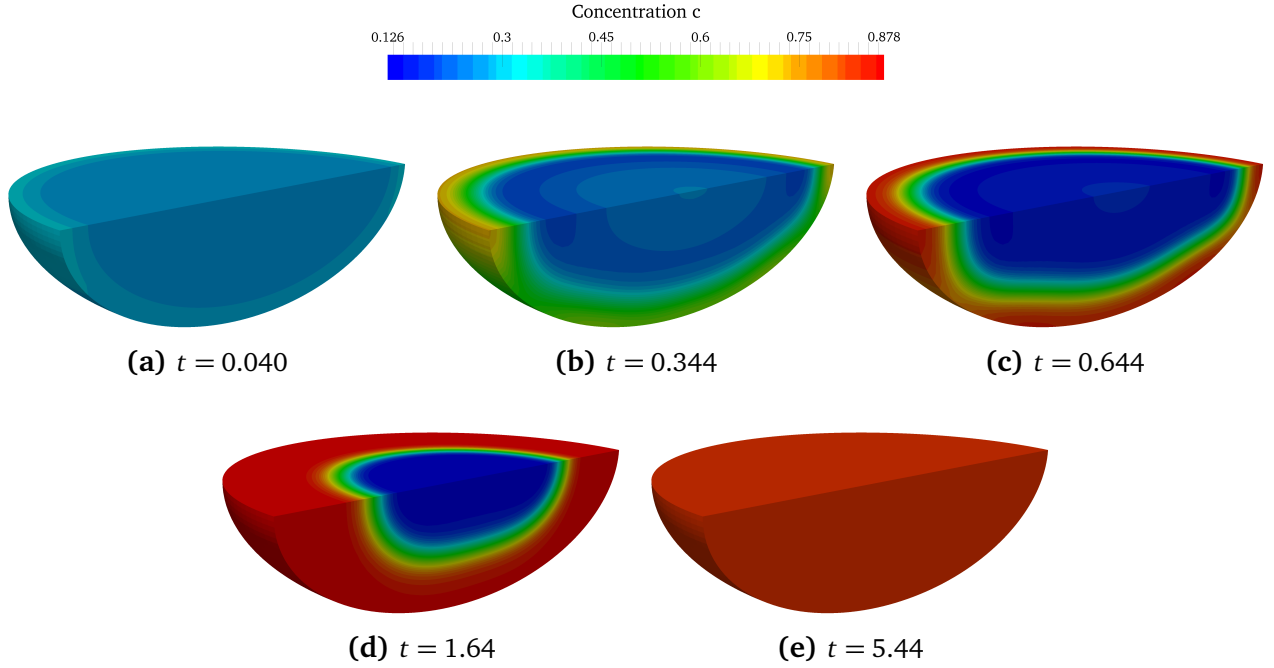 Concentration c
0.126 0.3 0.45 0.6 0.75 0.878
(a) t = 0.040
(b) t = 0.344
(c) t = 0.644
(d) t = 1.64
(e) t = 5.44